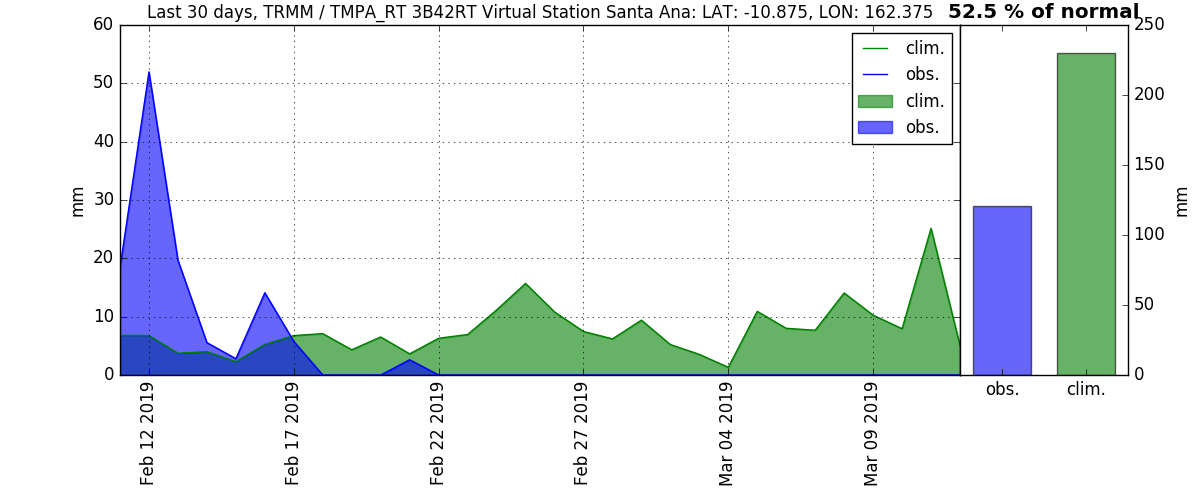 Last 30 days, TRMM / TMPA_RT 3B42RT Virtual Station Santa Ana: LAT: -10.875, LON: 162.375
52.5 % of normal
60
50
40
30
20
10
0
mm
clim.
obs.
clim.
obs.
Feb 12 2019
Feb 17 2019
Feb 22 2019
Feb 27 2019
Mar 04 2019
Mar 09 2019
250
200
150
100
50
0
mm
obs.
clim.